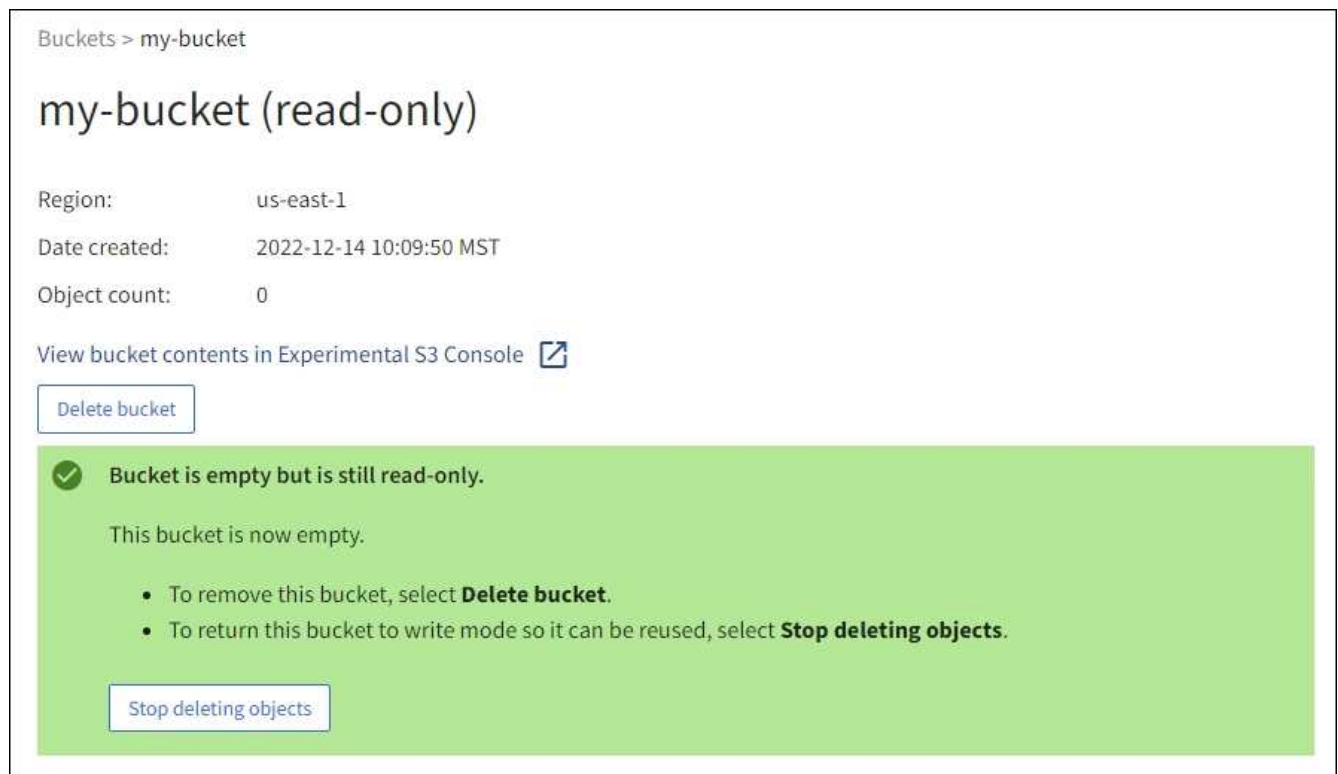 Buckets > my-bucket
my-bucket (read-only)
Region: us-east-1
Date created: 2022-12-14 10:09:50 MST
Object count: 0
View bucket contents in Experimental S3 Console
Delete bucket
Bucket is empty but is still read-only.
This bucket is now empty.
• To remove this bucket, select Delete bucket.
• To return this bucket to write mode so it can be reused, select Stop deleting objects.
Stop deleting objects